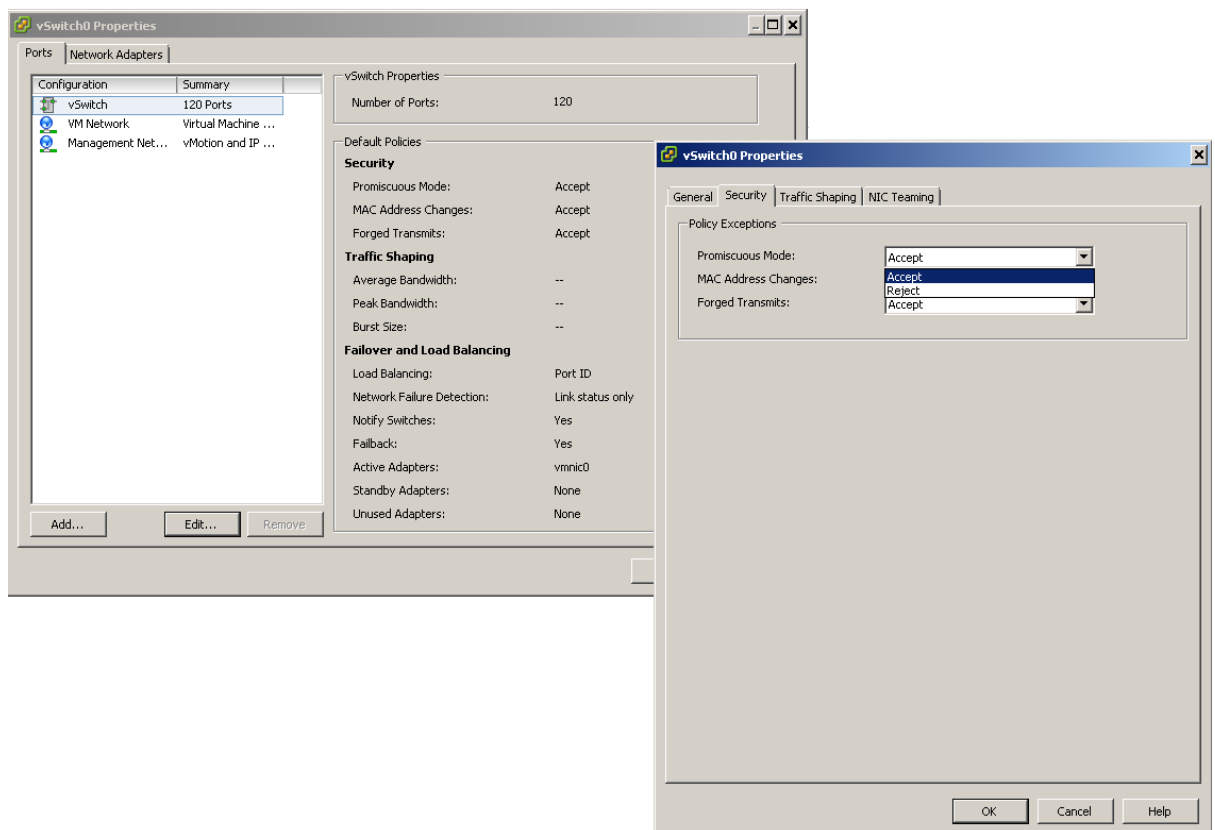 vSwitch0 Properties
Ports Network Adapters
Configuration Summary
vSwitch 120 Ports
VM Network Virtual Machine ...
Management Net... vMotion and IP ...
Add... Edit... Remove
vSwitch Properties
Number of Ports: 120
Default Policies
Security
Promiscuous Mode: Accept
MAC Address Changes: Accept
Forged Transmits: Accept
Traffic Shaping
Average Bandwidth: --
Peak Bandwidth: --
Burst Size: --
Failover and Load Balancing
Load Balancing: Port ID
Network Failure Detection: Link status only
Notify Switches: Yes
Failback: Yes
Active Adapters: vmnic0
Standby Adapters: None
Unused Adapters: None
vSwitch0 Properties
General Security Traffic Shaping NIC Teaming
Policy Exceptions
Promiscuous Mode: Accept
Accept
MAC Address Changes:
Reject
Forged Transmits: Accept
OK Cancel Help